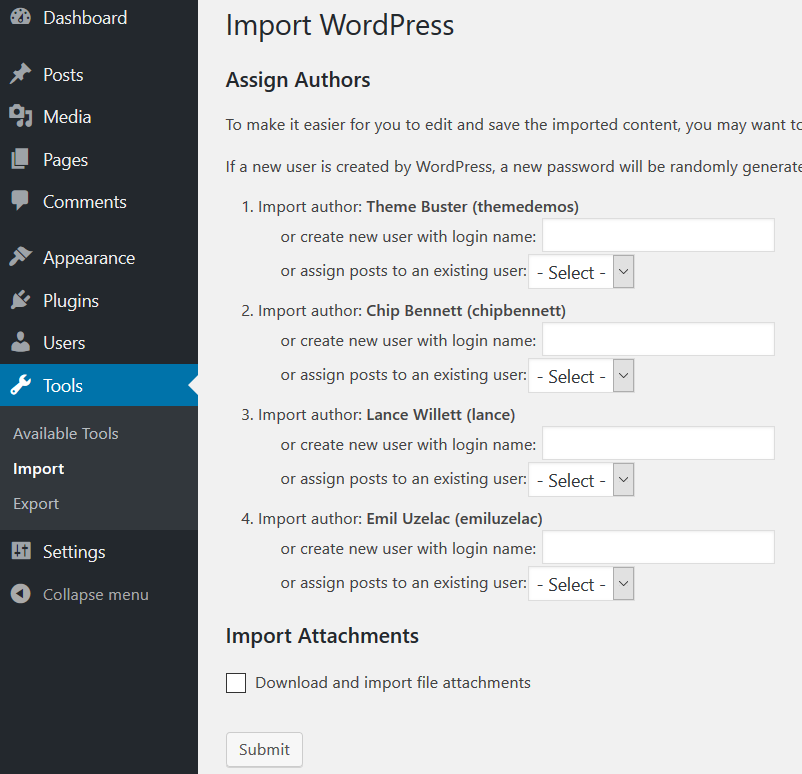 Dashboard
Posts
Media
Pages
Comments
Appearance
Plugins
Users
Tools
Available Tools
Import
Export
Settings
Collapse menu
Import WordPress
Assign Authors
To make it easier for you to edit and save the imported content, you may want to
If a new user is created by WordPress, a new password will be randomly
1. Import author: Theme Buster (themedemos)
or create new user with login name:
or assign posts to an existing user: - Select -
2. Import author: Chip Bennett (chipbennett)
or create new user with login name:
or assign posts to an existing user: - Select -
3. Import author: Lance Willett (lance)
or create new user with login name:
or assign posts to an existing user: - Select -
4. Import author: Emil Uzelac (emiluzelac)
or create new user with login name:
or assign posts to an existing user: - Select -
Import Attachments
Download and import file attachments
Submit